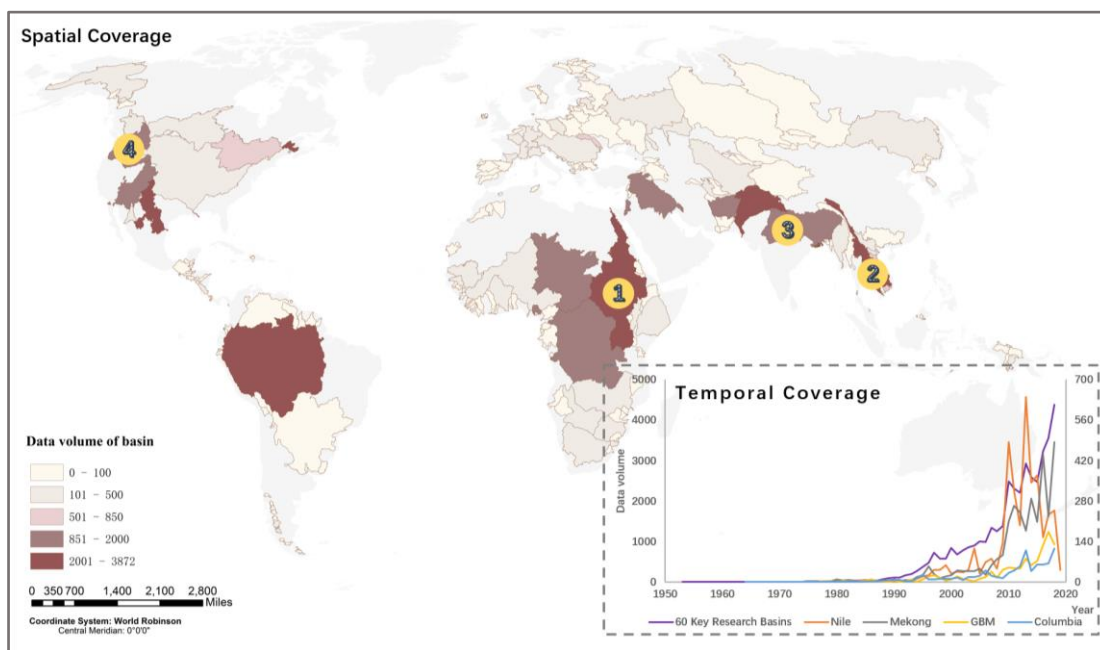 Spatial Coverage
4
1
3
2
Data volume of basin
0 - 100
101 - 500
501 - 850
851 - 2000
2001 - 3872
0 350 700 1,400 2,100 2,800
Miles
Coordinate System: World Robinson
Central Meridian: 0°0'0"
Temporal Coverage
5000 700
4000 560
3000 420
2000 280
1000 140
0 0
Data volume
1950 1960 1970 1980 1990 2000 2010 2020
Year
60 Key Research Basins Nile Mekong GBM Columbia